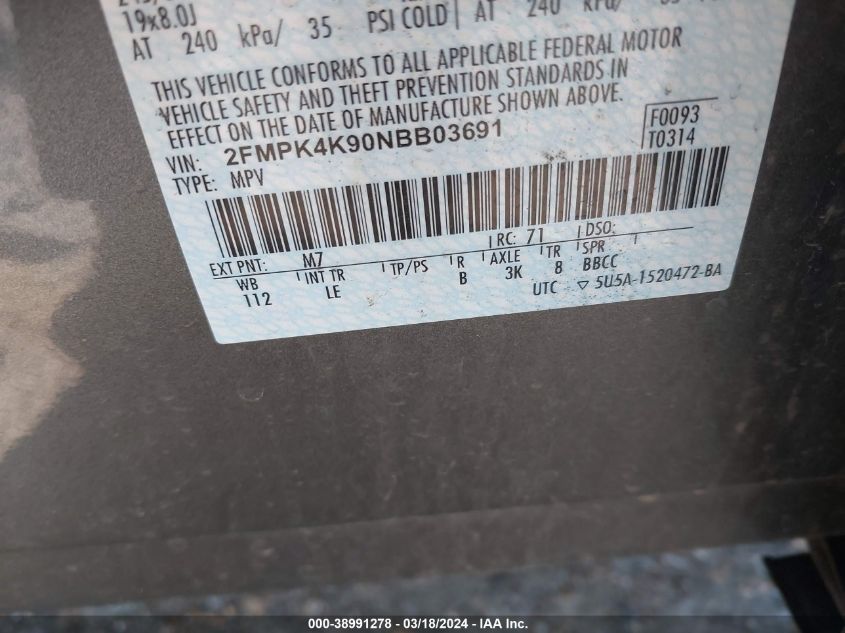 19x8.0J
AT 240 kPa/ 35 PSI COLD | AT 240 kPa/
THIS VEHICLE CONFORMS TO ALL APPLICABLE FEDERAL MOTOR
VEHICLE SAFETY AND THEFT PREVENTION STANDARDS IN
EFFECT ON THE DATE OF MANUFACTURE SHOWN ABOVE.
VIN: 2FMPK4K90NBB03691
F0093
T0314
TYPE: MPV
EXT PNT: M7 RC: 71 DSO:
WB INT TR TP/PS R AXLE TR SPR
112 LE B 3K 8 BBCC
UTC ▽ 5U5A-1520472-BA
000-38991278 - 03/18/2024 - IAA Inc.